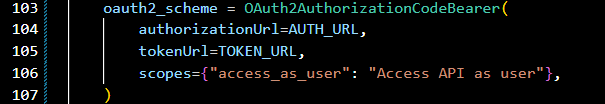 103 oauth2_scheme = OAuth2AuthorizationCodeBearer(
104 authorizationUrl=AUTH_URL,
105 tokenUrl=TOKEN_URL,
106 scopes={"access_as_user": "Access API as user"},
107 )